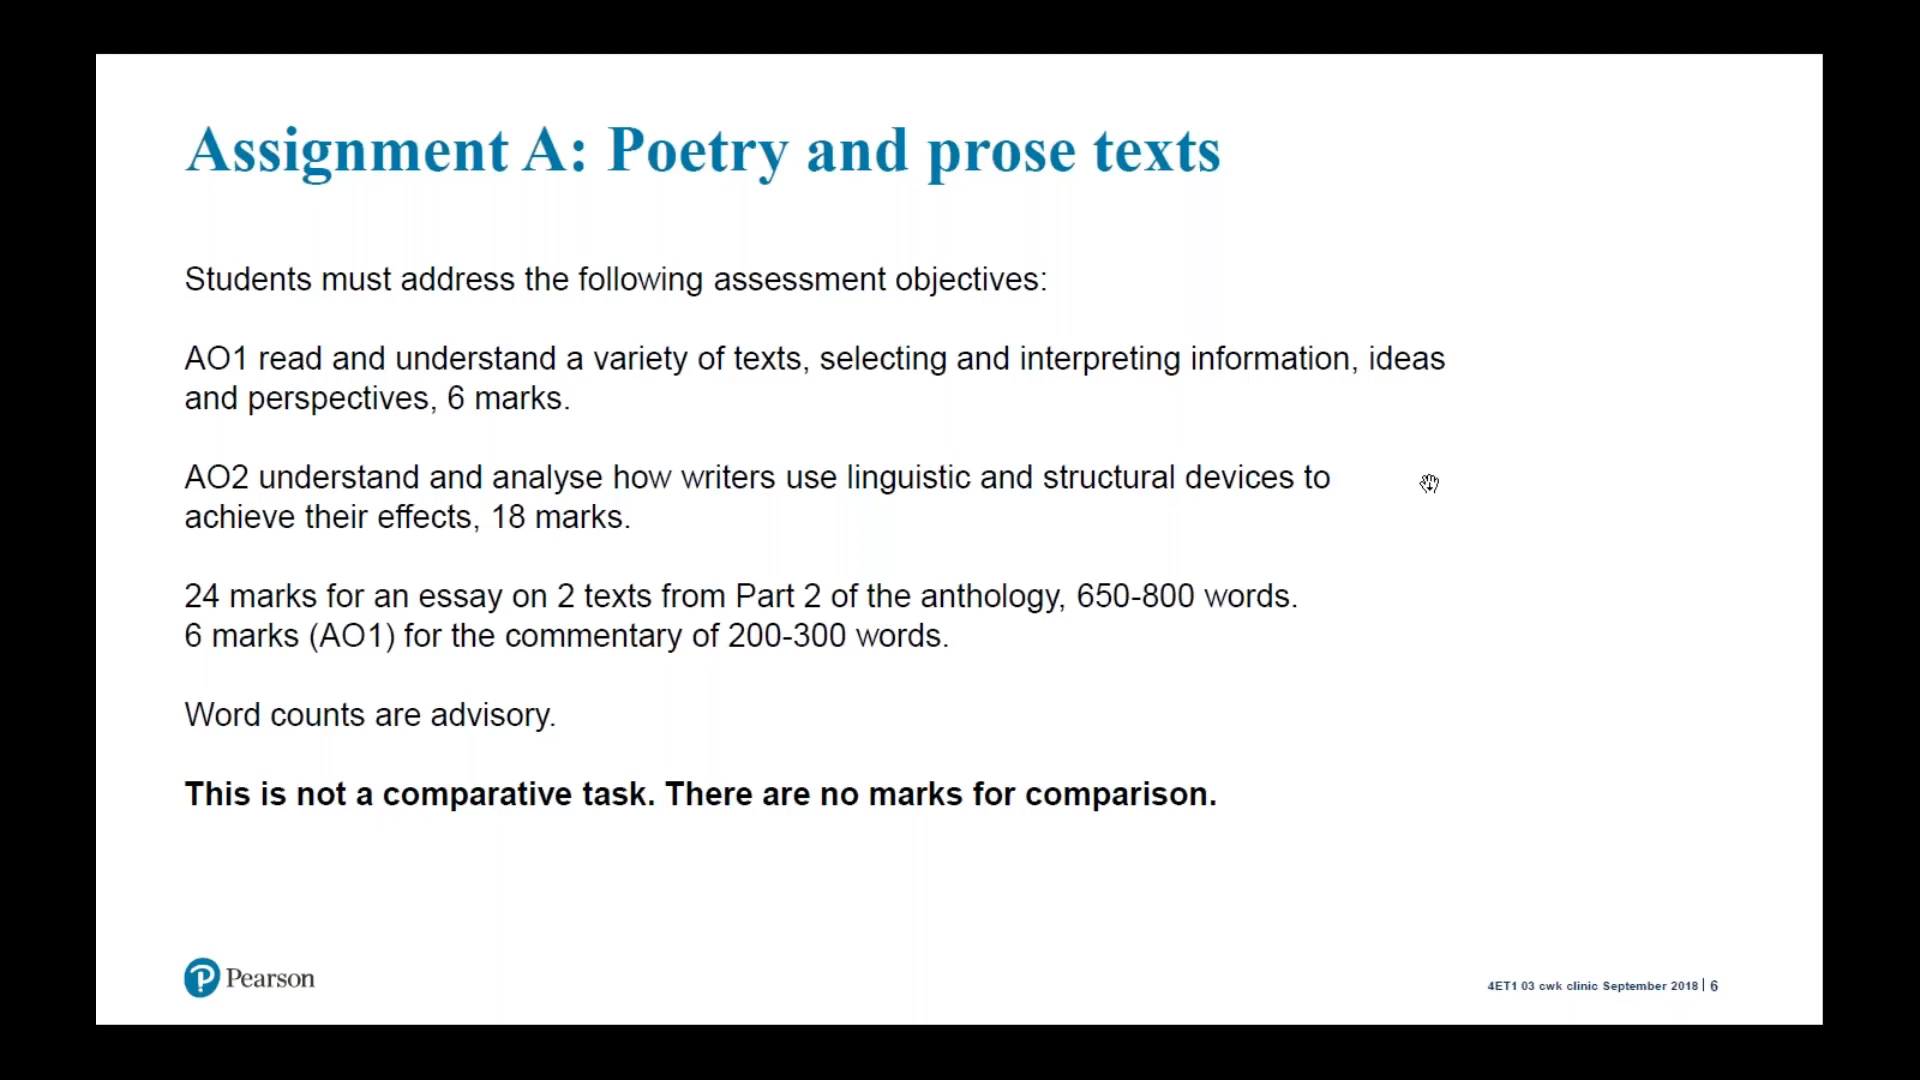 Assignment A: Poetry and prose texts
Students must address the following assessment objectives:
AO1 read and understand a variety of texts, selecting and interpreting information, ideas
and perspectives, 6 marks.
AO2 understand and analyse how writers use linguistic and structural devices to
achieve their effects, 18 marks.
24 marks for an essay on 2 texts from Part 2 of the anthology, 650-800 words.
6 marks (AO1) for the commentary of 200-300 words.
Word counts are advisory.
This is not a comparative task. There are no marks for comparison.
Pearson
4ET1 03 cwk clinic September 2018 | 6